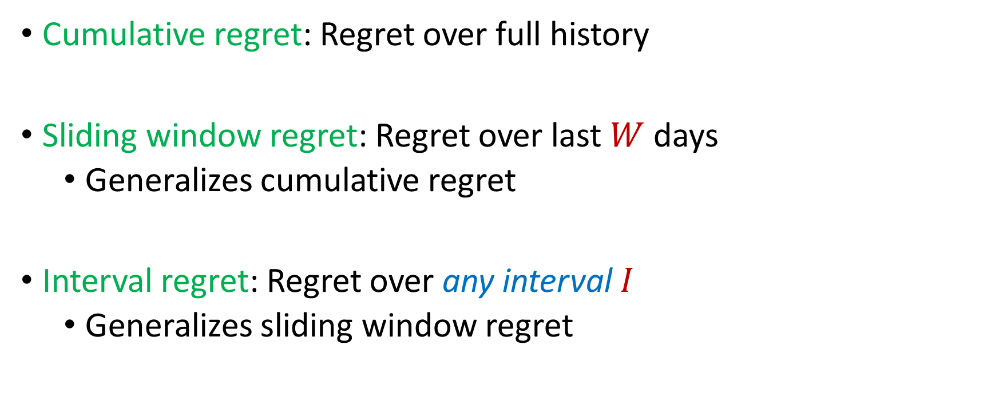 • Cumulative regret: Regret over full history
• Sliding window regret: Regret over last W days
• Generalizes cumulative regret
• Interval regret: Regret over any interval I
• Generalizes sliding window regret